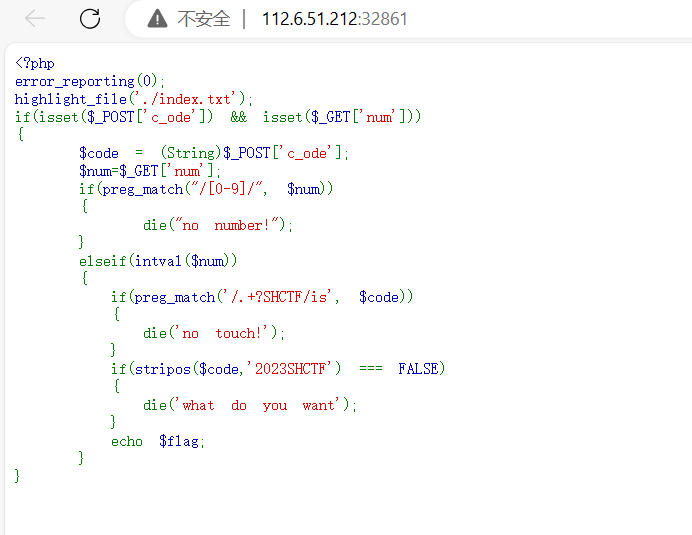 不安全 | 112.6.51.212:32861
<?php
error_reporting(0);
highlight_file('./index.txt');
if(isset($_POST['c_ode']) && isset($_GET['num']))
{
$code = (String)$_POST['c_ode'];
$num=$_GET['num'];
if(preg_match("/[0-9]/", $num))
{
die("no number!");
}
elseif(intval($num))
{
if(preg_match('/.+?SHCTF/is', $code))
{
die('no touch!');
}
if(stripos($code,'2023SHCTF') === FALSE)
{
die('what do you want');
}
echo $flag;
}
}